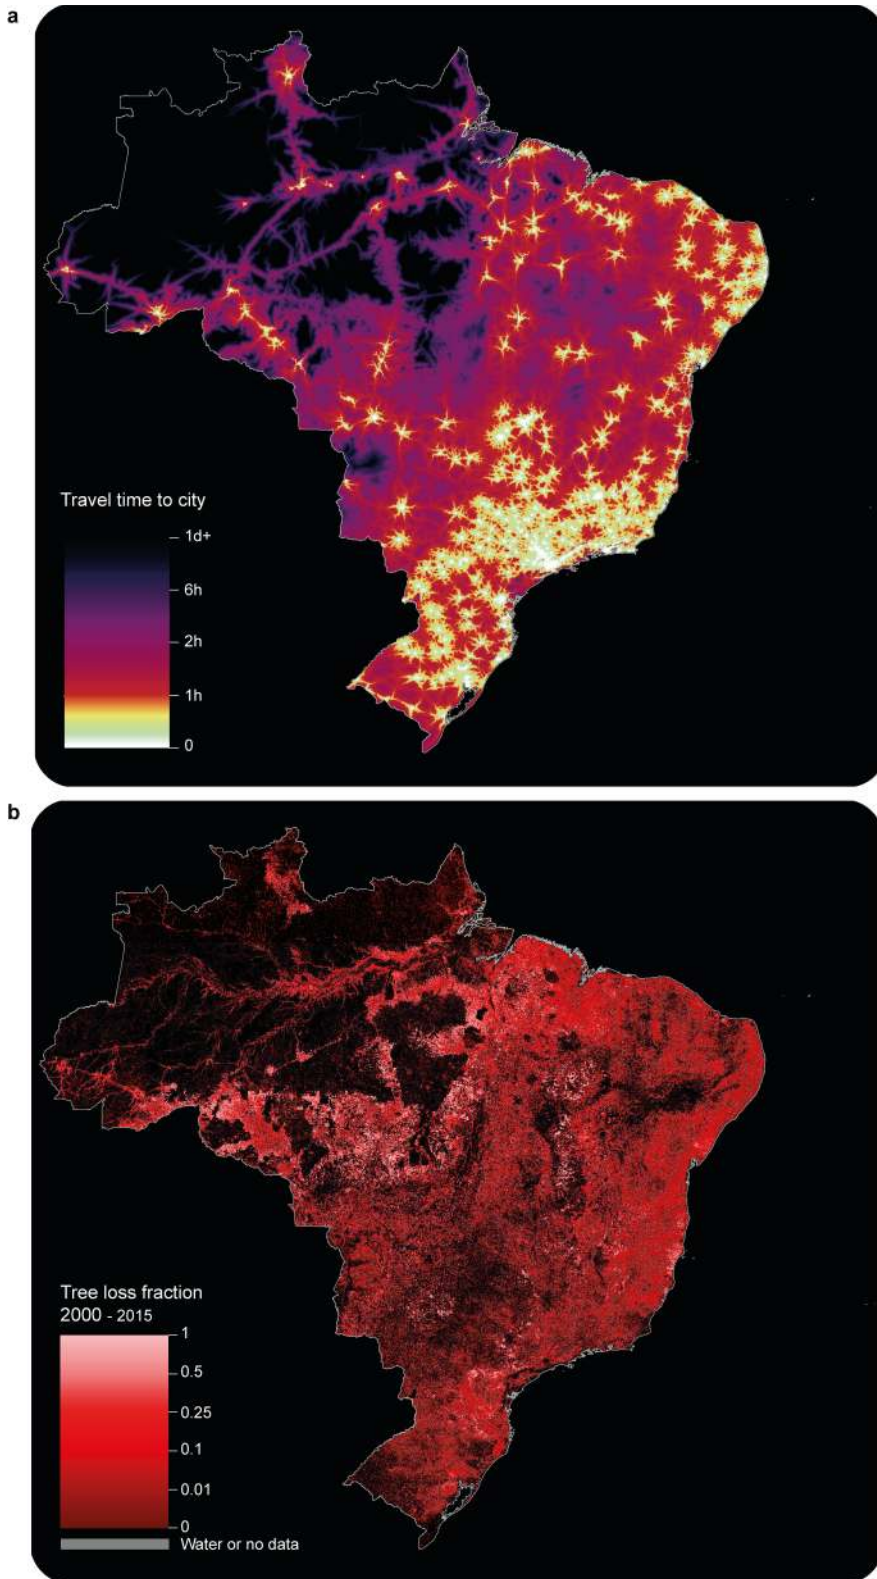 a
Travel time to city
1d+
6h
2h
1h
0
b
Tree loss fraction
2000 - 2015
1
0.5
0.25
0.1
0.01
0
Water or no data